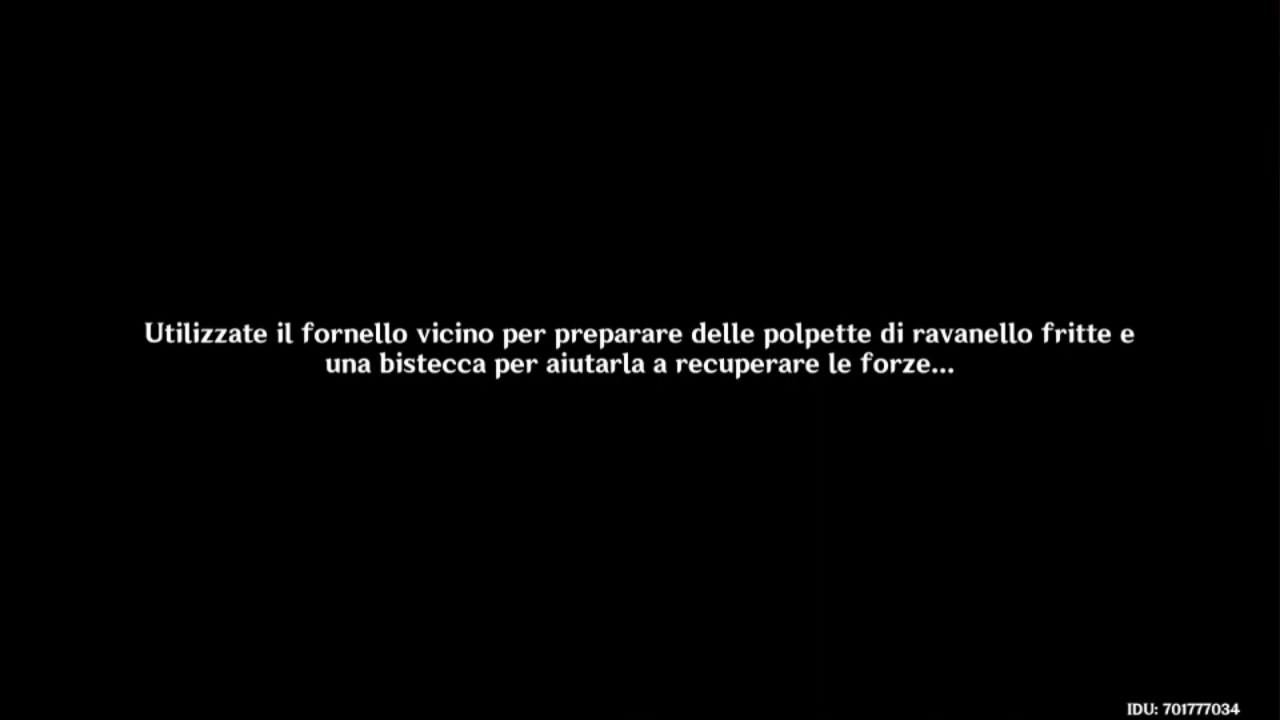 Utilizzate il fornello vicino per preparare delle polpette di ravanello fritte e
una bistecca per aiutarla a recuperare le forze...
IDU: 701777034